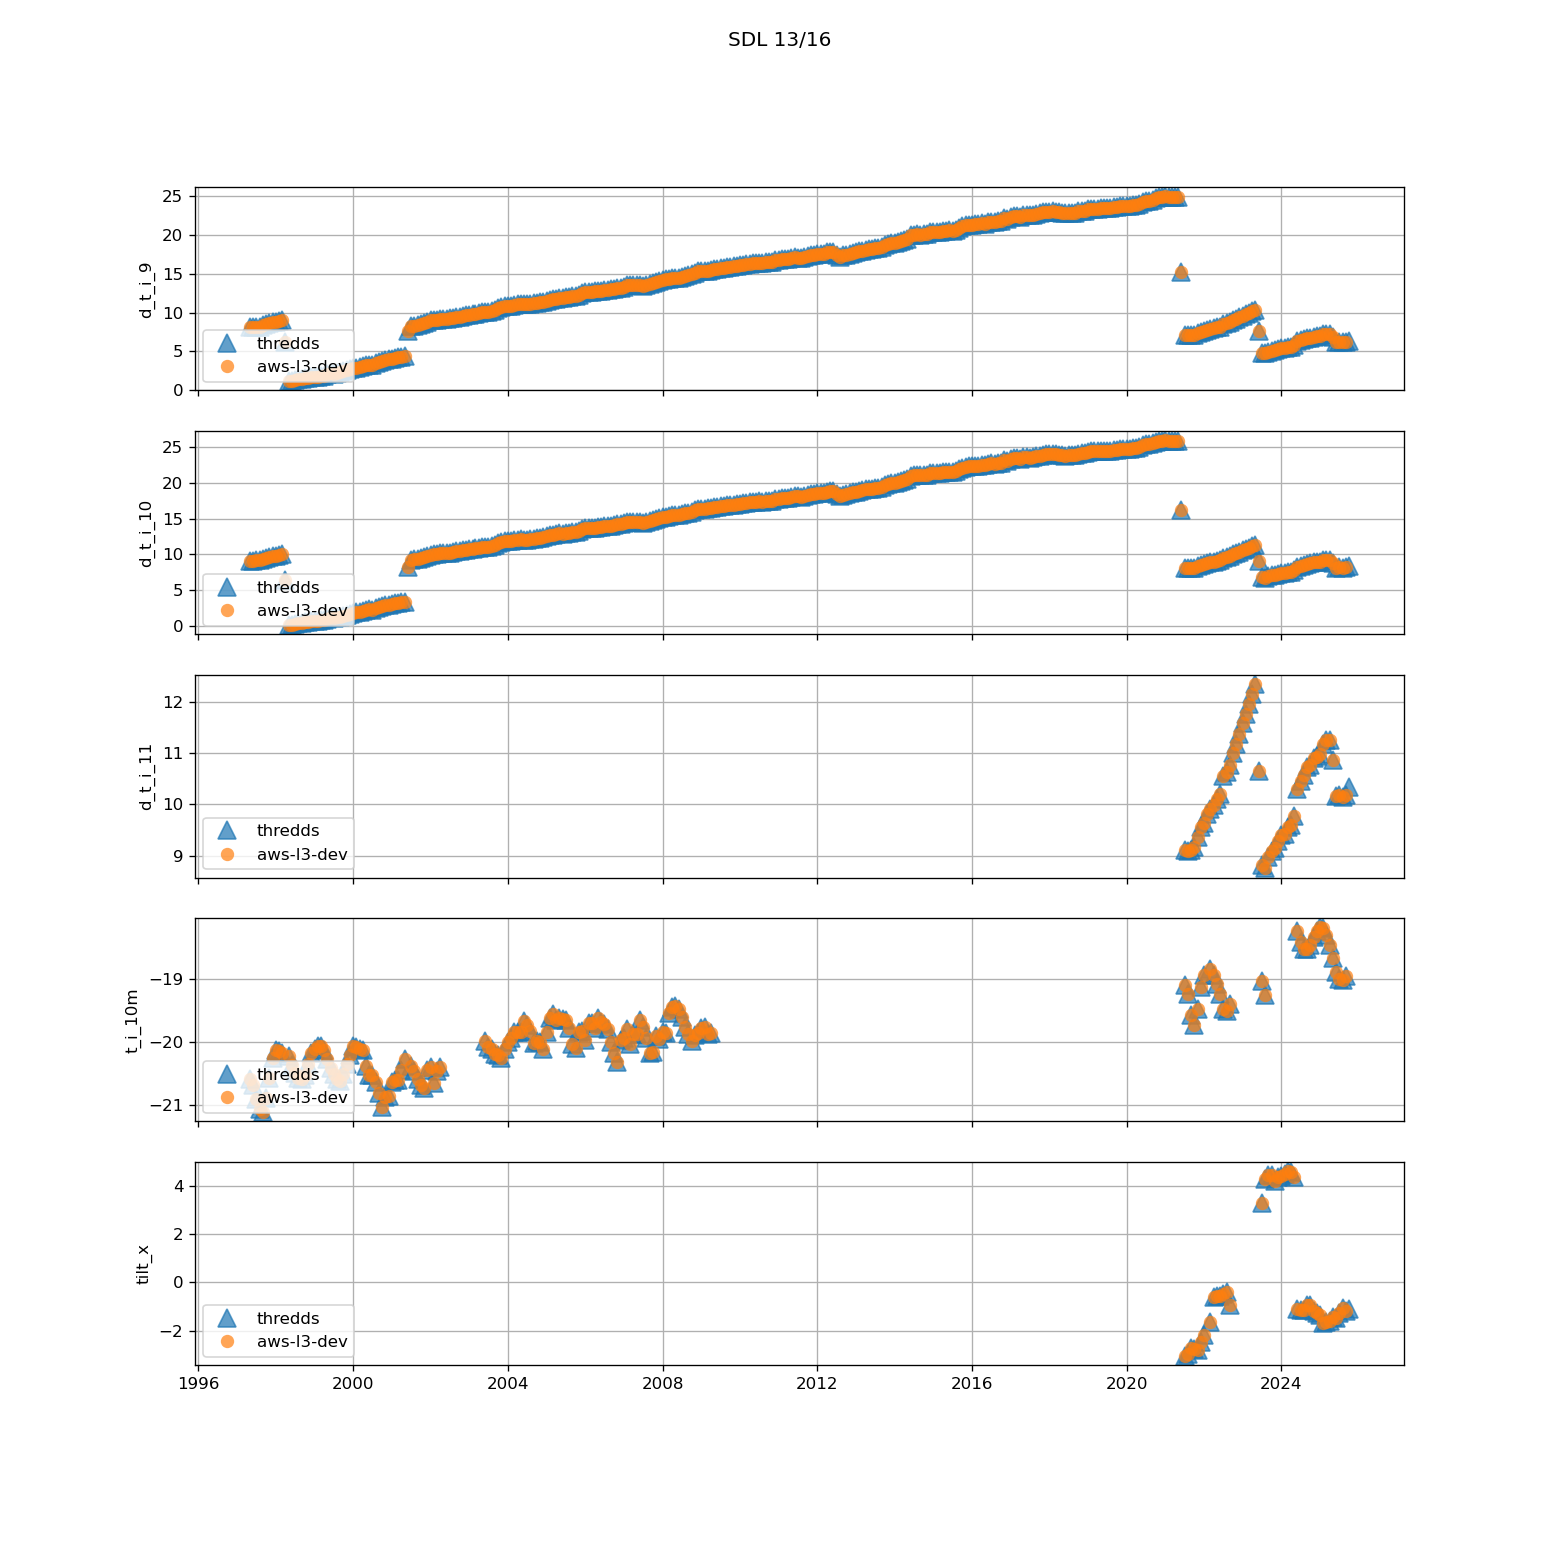 SDL 13/16
25
20
15
10
5
0
d_t_i_9
thredds
aws-l3-dev
25
20
15
10
5
0
d_t_i_10
thredds
aws-l3-dev
12
11
10
9
d_t_i_11
thredds
aws-l3-dev
−19
−20
−21
t_i_10m
thredds
aws-l3-dev
4
2
0
−2
tilt_x
thredds
aws-l3-dev
1996 2000 2004 2008 2012 2016 2020 2024